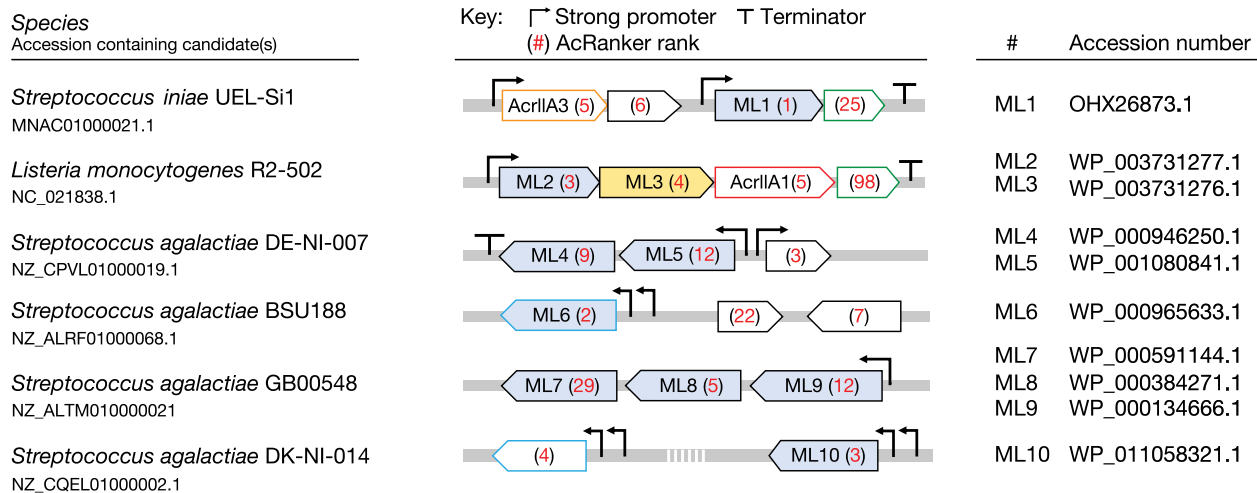 Species
Accession containing candidate(s)
Key: Strong promoter Terminator
(#) AcRanker rank
# Accession number
Streptococcus iniae UEL-Si1
MNAC01000021.1
AcrIIA3 (5) (6) ML1 (1) (25)
ML1 OHX26873.1
Listeria monocytogenes R2-502
NC_021838.1
ML2 (3) ML3 (4) AcrIIA1(5) (98)
ML2 WP_003731277.1
ML3 WP_003731276.1
Streptococcus agalactiae DE-NI-007
NZ_CPVL01000019.1
ML4 (9) ML5 (12) (3)
ML4 WP_000946250.1
ML5 WP_001080841.1
Streptococcus agalactiae BSU188
NZ_ALRF01000068.1
ML6 (2) (22) (7)
ML6 WP_000965633.1
Streptococcus agalactiae GB00548
NZ_ALTM010000021
ML7 (29) ML8 (5) ML9 (12)
ML7 WP_000591144.1
ML8 WP_000384271.1
ML9 WP_000134666.1
Streptococcus agalactiae DK-NI-014
NZ_CQEL01000002.1
(4) ML10 (3)
ML10 WP_011058321.1